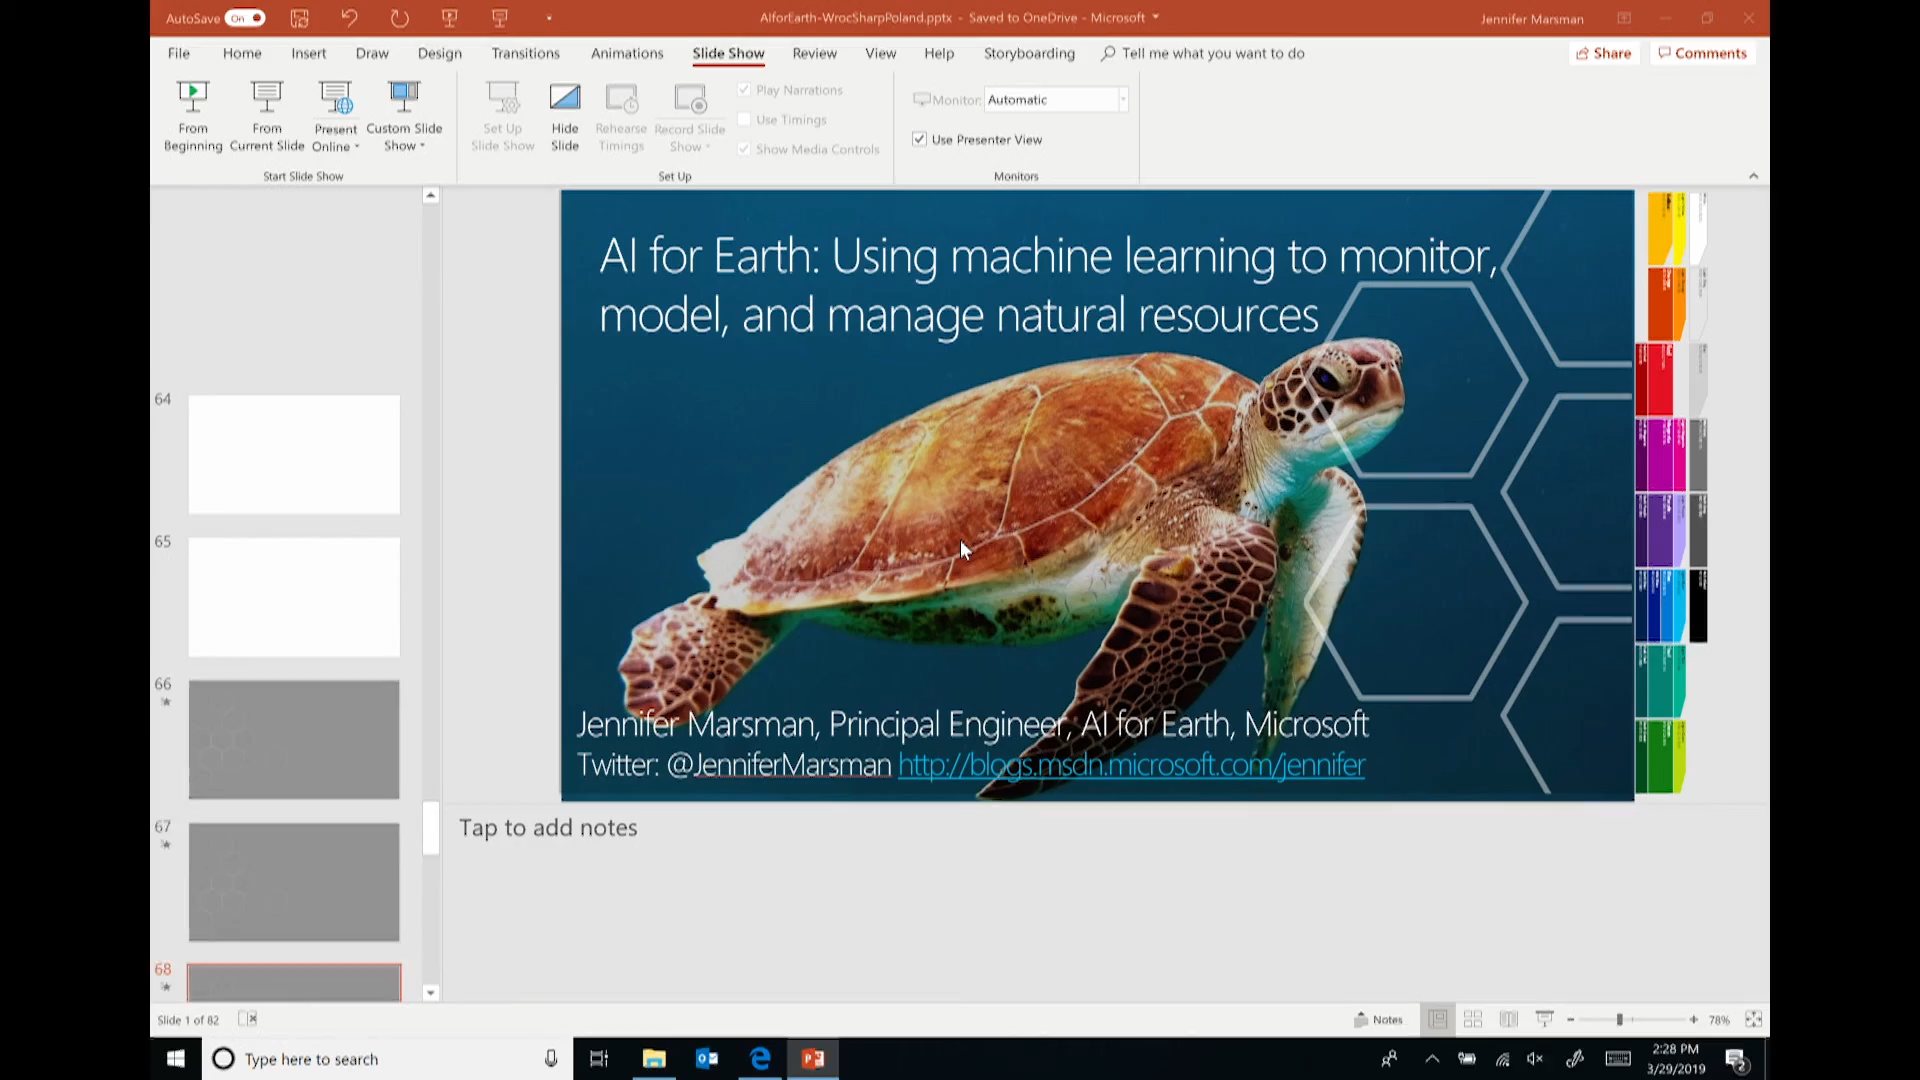 AutoSave On
AIforEarth-WrocSharpPoland.pptx - Saved to OneDrive - Microsoft
Jennifer Marsman
File Home Insert Draw Design Transitions Animations Slide Show Review View Help Storyboarding Tell me what you want to do
Share Comments
From Beginning
From Current Slide
Present Online
Custom Slide Show
Start Slide Show
Set Up Slide Show
Hide Slide
Rehearse Timings
Record Slide Show
Play Narrations
Use Timings
Show Media Controls
Set Up
Monitor: Automatic
Use Presenter View
Monitors
64
65
66
67
68
AI for Earth: Using machine learning to monitor,
model, and manage natural resources
Jennifer Marsman, Principal Engineer, AI for Earth, Microsoft
Twitter: @JenniferMarsman http://blogs.msdn.microsoft.com/jennifer
Tap to add notes
Slide 1 of 82
Notes
78%
Type here to search
2:28 PM
3/29/2019
2